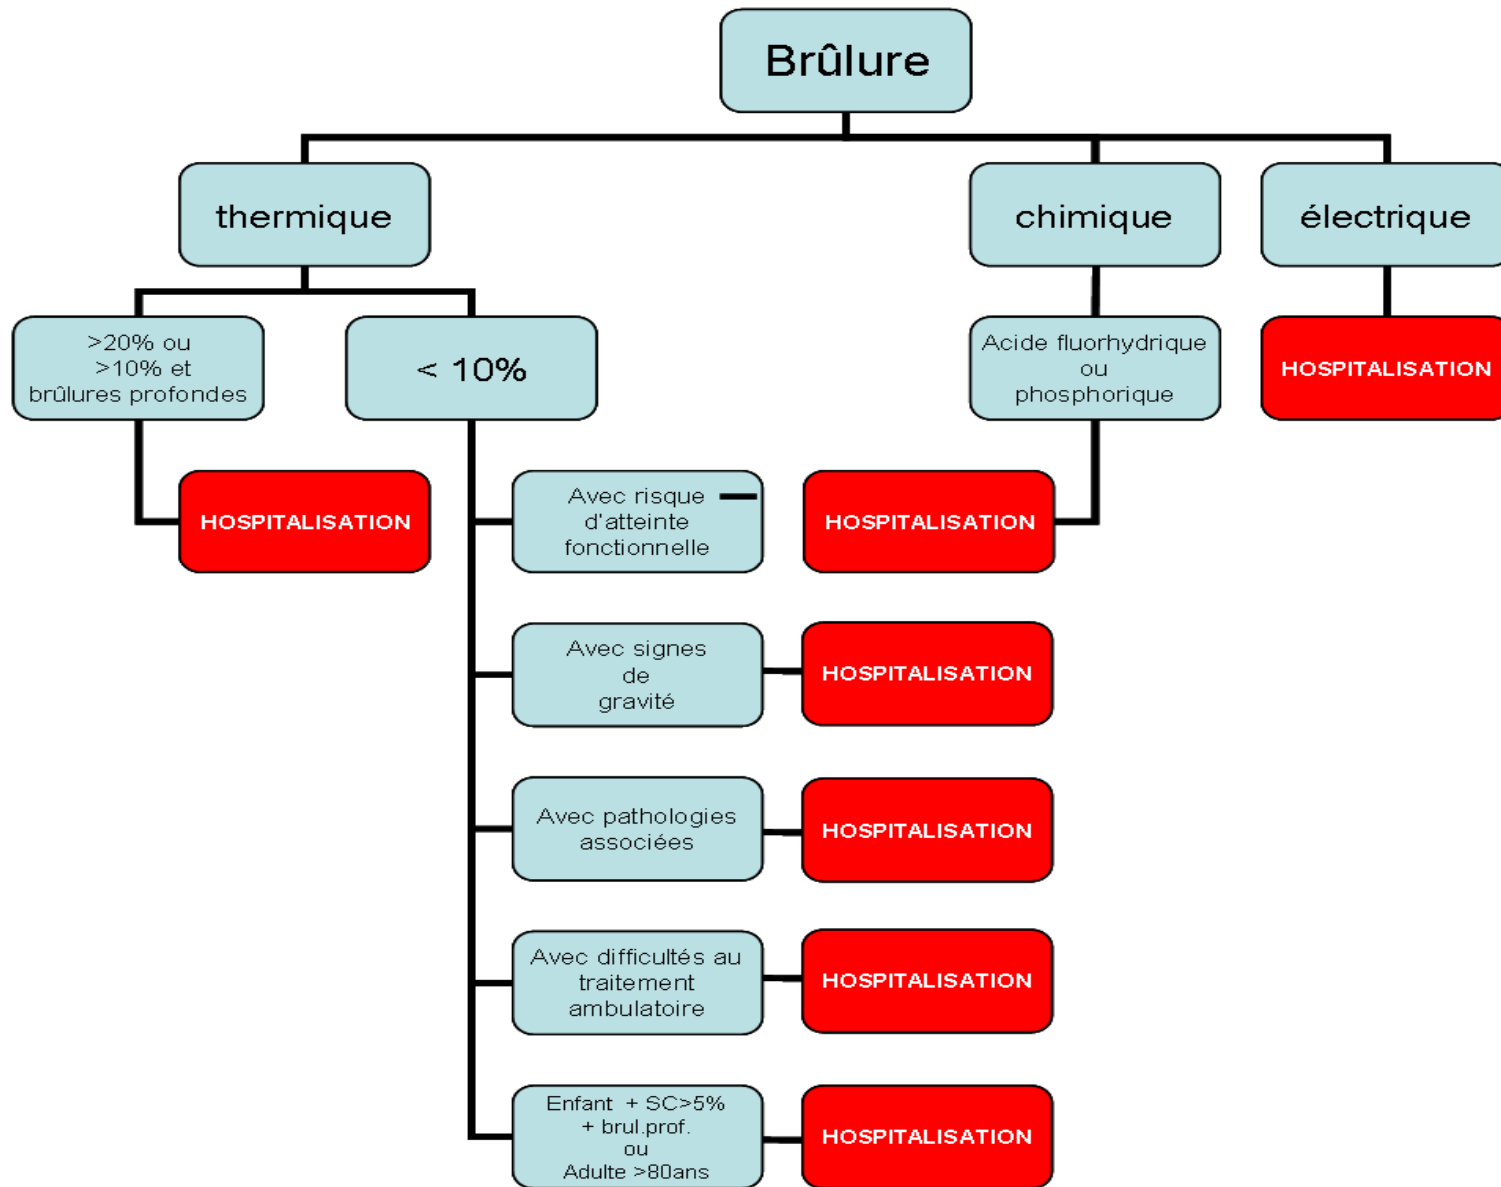 Brûlure
thermique
chimique
électrique
>20% ou
>10% et
brûlures profondes
< 10%
Acide fluorhydrique
ou
phosphorique
HOSPITALISATION
HOSPITALISATION
Avec risque
d'atteinte
fonctionnelle
HOSPITALISATION
Avec signes
de
gravité
HOSPITALISATION
Avec pathologies
associées
HOSPITALISATION
Avec difficultés au
traitement
ambulatoire
HOSPITALISATION
Enfant + SC>5%
+ brul.prof.
ou
Adulte >80ans
HOSPITALISATION